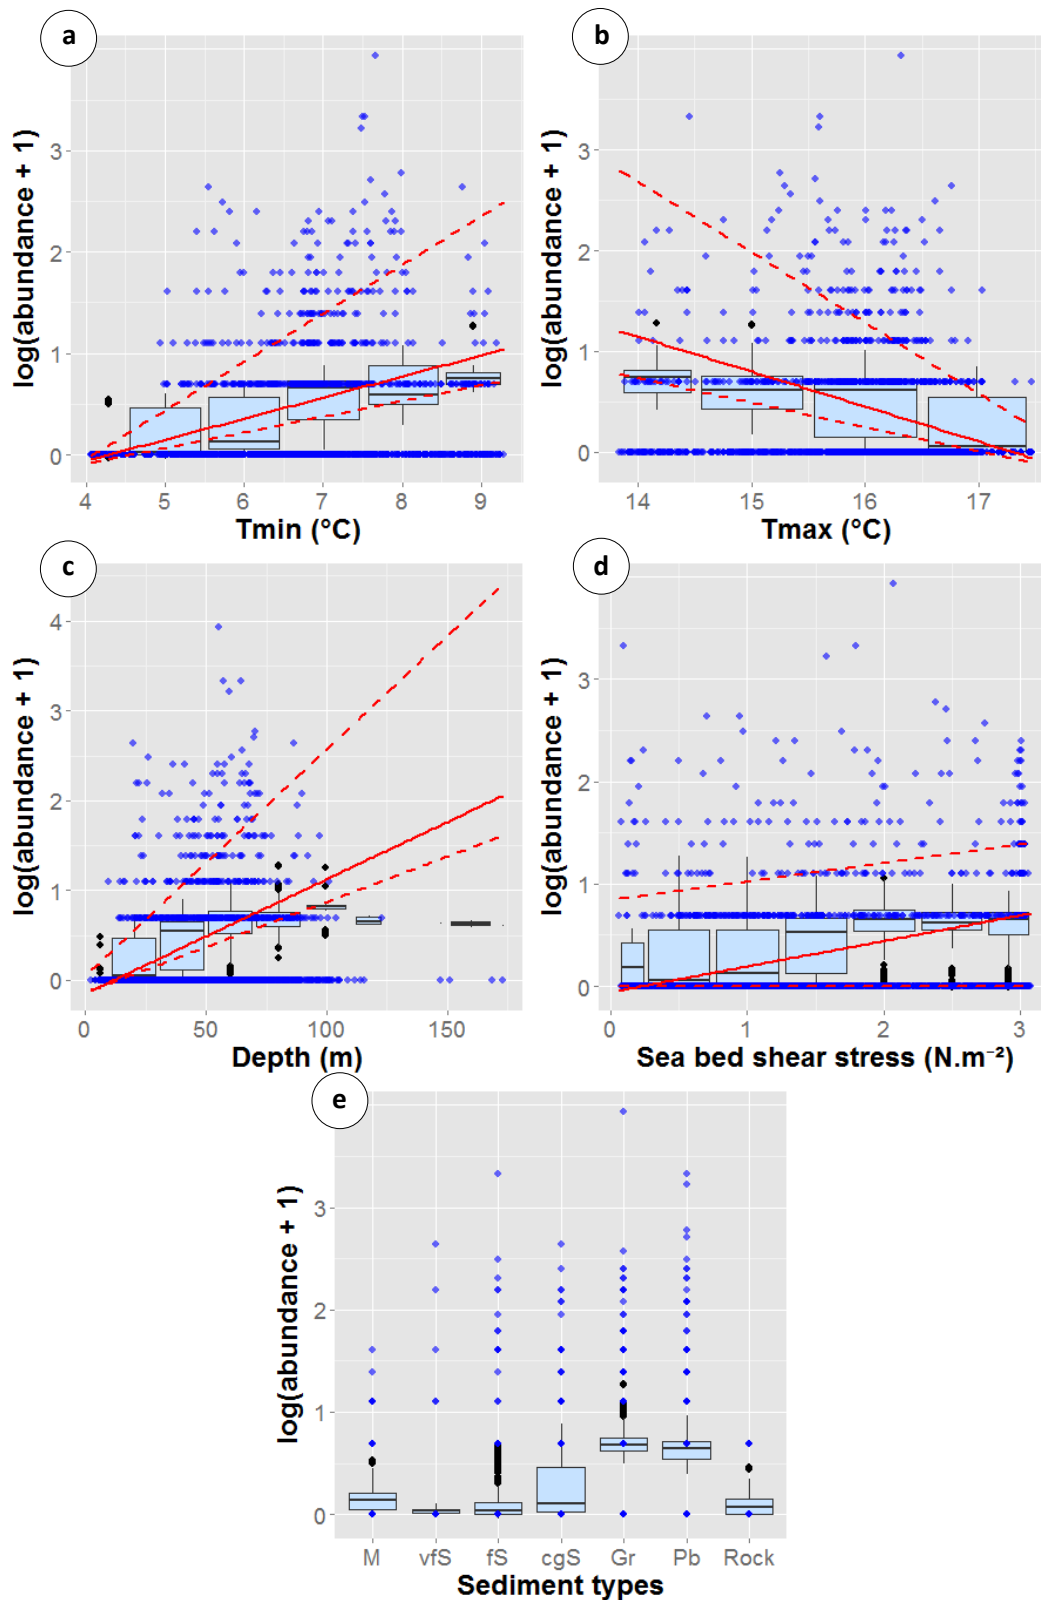 a
b
log(abundance + 1)
3
2
1
0
4
5
6
7
8
9
Tmin (°C)
log(abundance + 1)
3
2
1
0
14
15
16
17
Tmax (°C)
c
d
log(abundance + 1)
4
3
2
1
0
0
50
100
150
Depth (m)
log(abundance + 1)
3
2
1
0
0
1
2
3
Sea bed shear stress (N.m⁻²)
e
log(abundance + 1)
3
2
1
0
M
vfS
fS
cgS
Gr
Pb
Rock
Sediment types